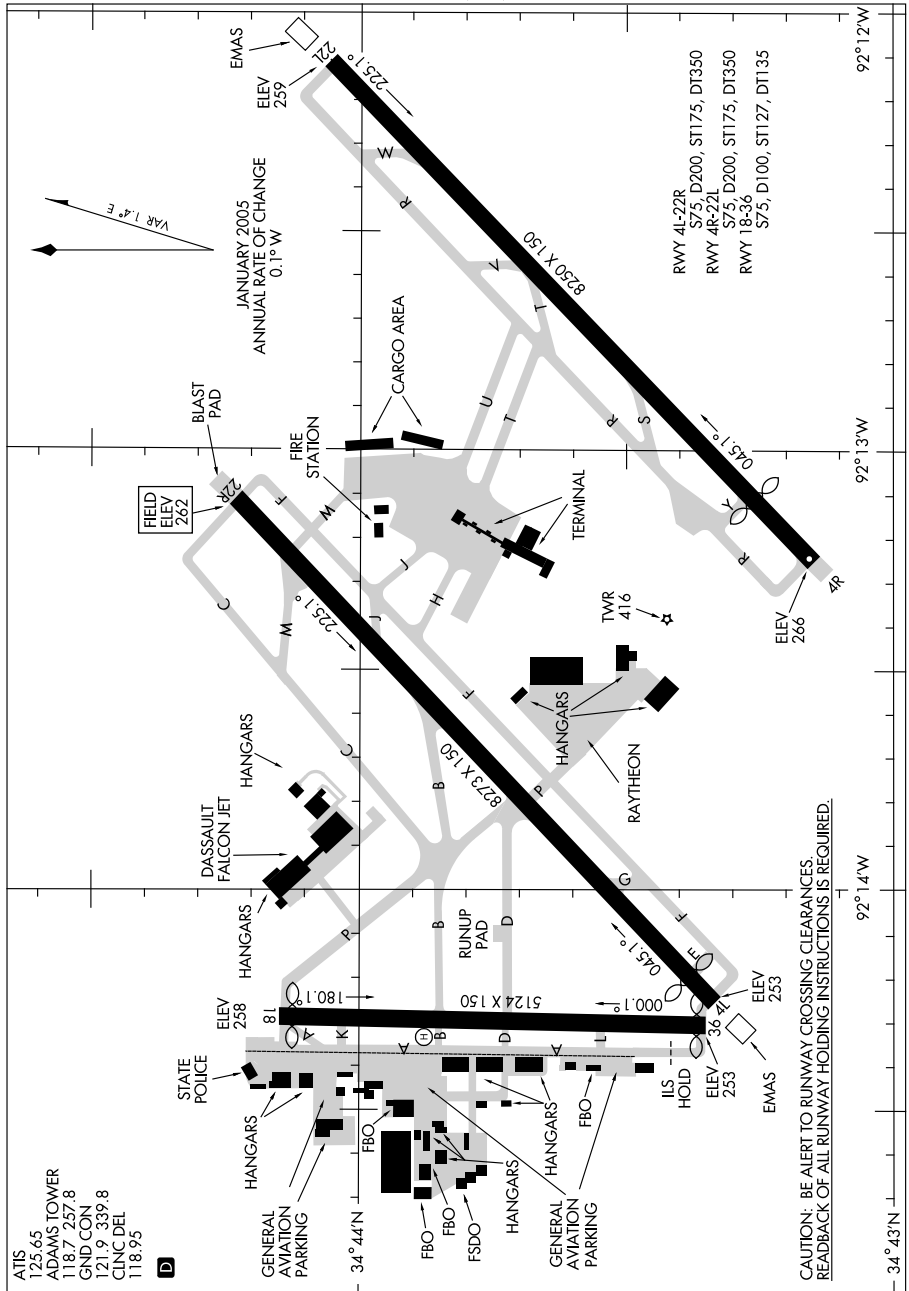 ATIS
125.65
ADAMS TOWER
118.7 257.8
GND CON
121.9 339.8
CLNC DEL
118.95
D
JANUARY 2005
ANNUAL RATE OF CHANGE
0.1° W
VAR 1.4° E
EMAS
ELEV
259
22L
225.1°
W
R
V
8250 X 150
T
U
T
R
S
045.1°
Y
R
4R
ELEV
266
BLAST
PAD
FIELD
ELEV
262
22R
F
W
FIRE
STATION
CARGO AREA
TERMINAL
J
H
J
225.1°
C
M
C
F
B
8273 X 150
P
TWR
416
HANGARS
RAYTHEON
HANGARS
DASSAULT
FALCON JET
HANGARS
P
B
RUNUP
PAD
D
G
F
E
045.1°
4L
ELEV
253
ELEV
258
18
180.1°
5124 X 150
000.1°
36
ELEV
253
EMAS
ILS
HOLD
A
K
A
H
B
D
A
L
STATE
POLICE
HANGARS
GENERAL
AVIATION
PARKING
FBO
FBO
FBO
FSDO
HANGARS
HANGARS
FBO
GENERAL
AVIATION
PARKING
RWY 4L-22R
S75, D200, ST175, DT350
RWY 4R-22L
S75, D200, ST175, DT350
RWY 18-36
S75, D100, ST127, DT135
CAUTION: BE ALERT TO RUNWAY CROSSING CLEARANCES.
READBACK OF ALL RUNWAY HOLDING INSTRUCTIONS IS REQUIRED.
34°44'N
34°43'N
92°14'W
92°13'W
92°12'W